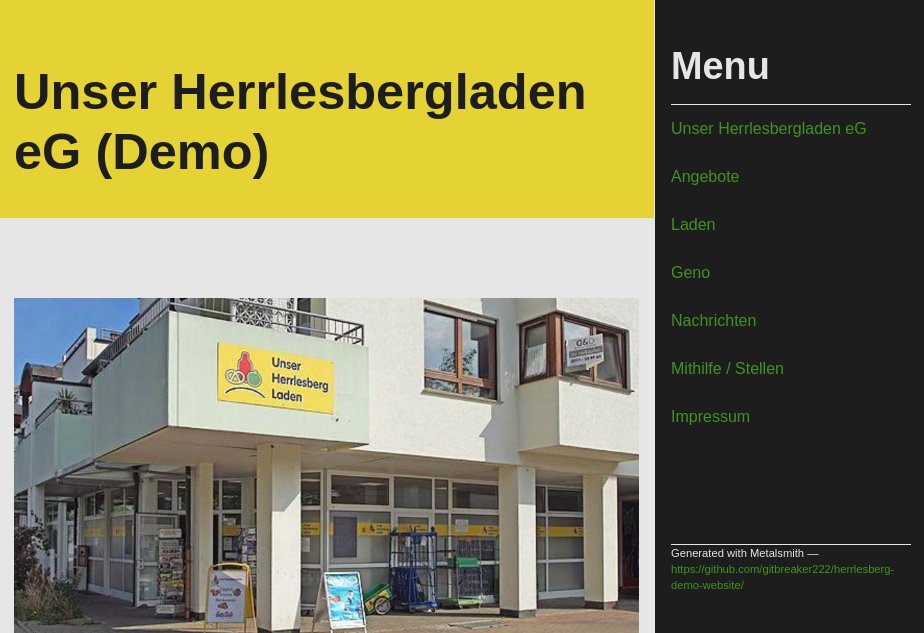 Unser Herrlesbergladen
eG (Demo)
Unser
Herrlesberg
Laden
Menu
Unser Herrlesbergladen eG
Angebote
Laden
Geno
Nachrichten
Mithilfe / Stellen
Impressum
Generated with Metalsmith —
https://github.com/gitbreaker222/herrlesberg-
demo-website/